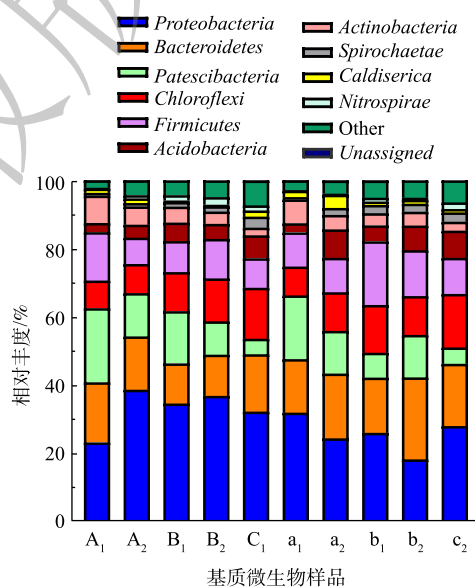 Proteobacteria
Bacteroidetes
Patescibacteria
Chloroflexi
Firmicutes
Acidobacteria
Actinobacteria
Spirochaetae
Caldiserica
Nitrospirae
Other
Unassigned
相对丰度/%
100
80
60
40
20
0
A₁ A₂ B₁ B₂ C₁ a₁ a₂ b₁ b₂ c₂
基质微生物样品